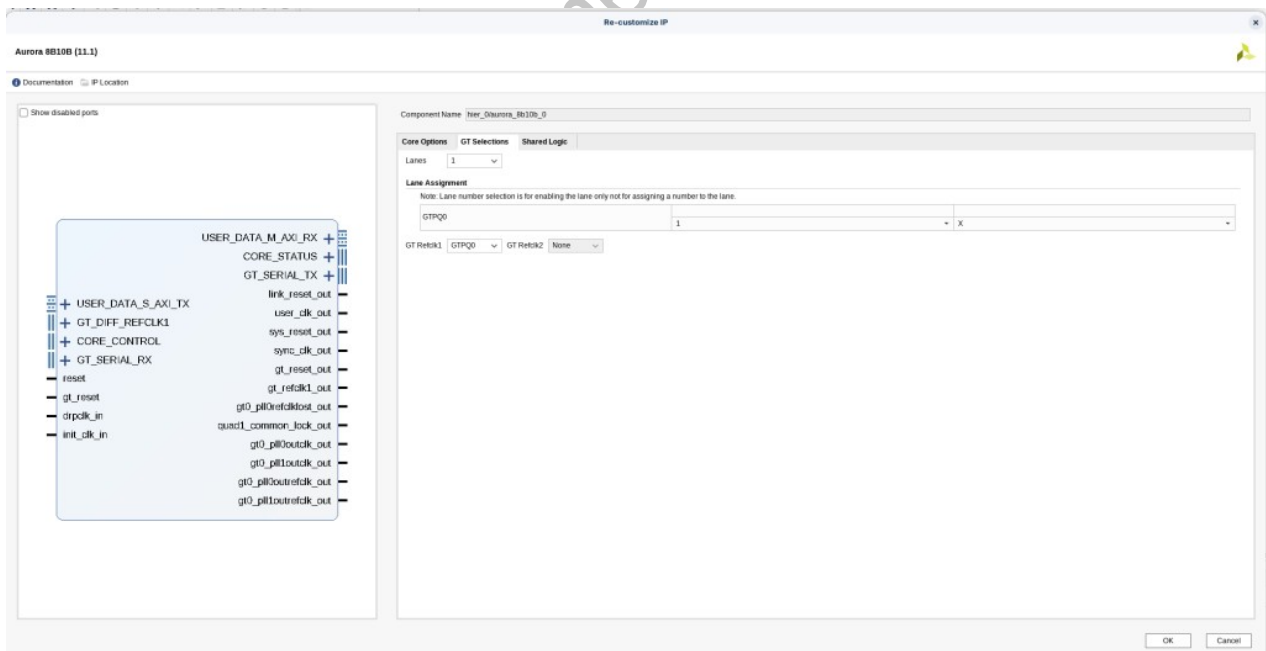 Re-customize IP
Aurora 8B10B (11.1)
Documentation IP Location
Show disabled ports
USER_DATA_M_AXI_RX
CORE_STATUS
GT_SERIAL_TX
link_reset_out
user_clk_out
sys_reset_out
sync_clk_out
gt_reset_out
gt_refclk1_out
gt0_pll0refclklost_out
quad1_common_lock_out
gt0_pll0outclk_out
gt0_pll1outclk_out
gt0_pll0outrefclk_out
gt0_pll1outrefclk_out
USER_DATA_S_AXI_TX
GT_DIFF_REFCLK1
CORE_CONTROL
GT_SERIAL_RX
reset
gt_reset
drpclk_in
init_clk_in
Component Name hier_0/aurora_8b10b_0
Core Options GT Selections Shared Logic
Lanes 1
Lane Assignment
Note: Lane number selection is for enabling the lane only not for assigning a number to the lane.
GTPQ0
1 X
GT Refclk1 GTPQ0 GT Refclk2 None
OK Cancel